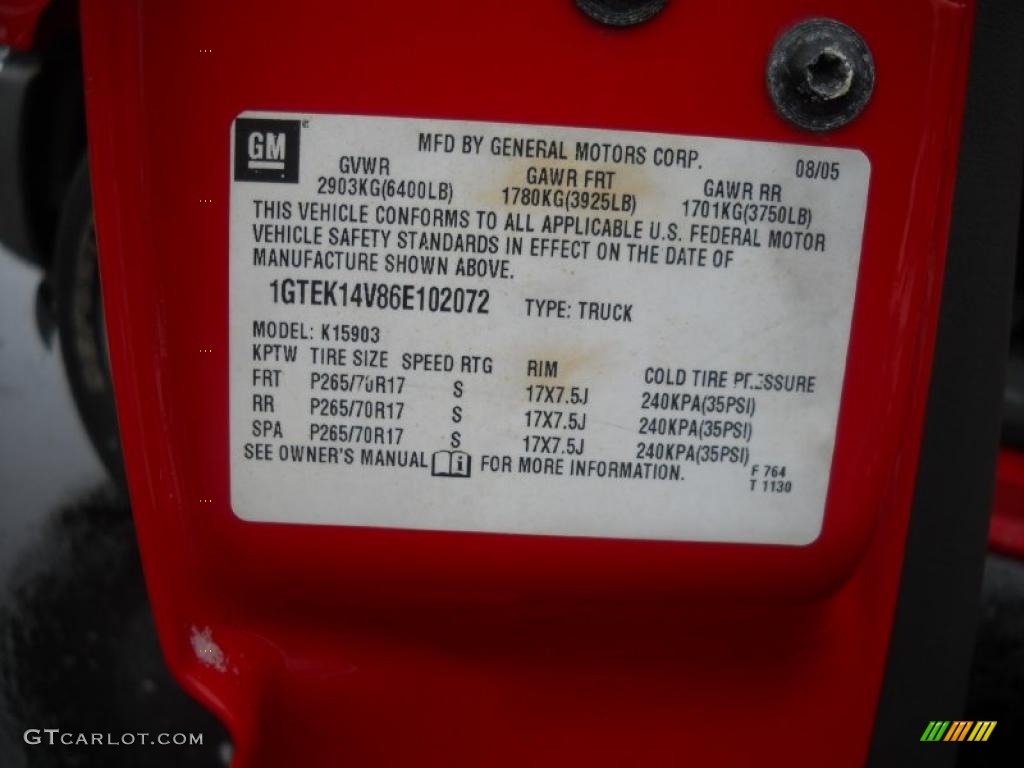 GM
MFD BY GENERAL MOTORS CORP. 08/05
GVWR GAWR FRT GAWR RR
2903KG(6400LB) 1780KG(3925LB) 1701KG(3750LB)
THIS VEHICLE CONFORMS TO ALL APPLICABLE U.S. FEDERAL MOTOR
VEHICLE SAFETY STANDARDS IN EFFECT ON THE DATE OF
MANUFACTURE SHOWN ABOVE.
1GTEK14V86E102072 TYPE: TRUCK
MODEL: K15903
KPTW TIRE SIZE SPEED RTG RIM COLD TIRE PRESSURE
FRT P265/70R17 S 17X7.5J 240KPA(35PSI)
RR P265/70R17 S 17X7.5J 240KPA(35PSI)
SPA P265/70R17 S 17X7.5J 240KPA(35PSI)
SEE OWNER'S MANUAL i FOR MORE INFORMATION.
F 764
T 1130
GTCARLOT.COM